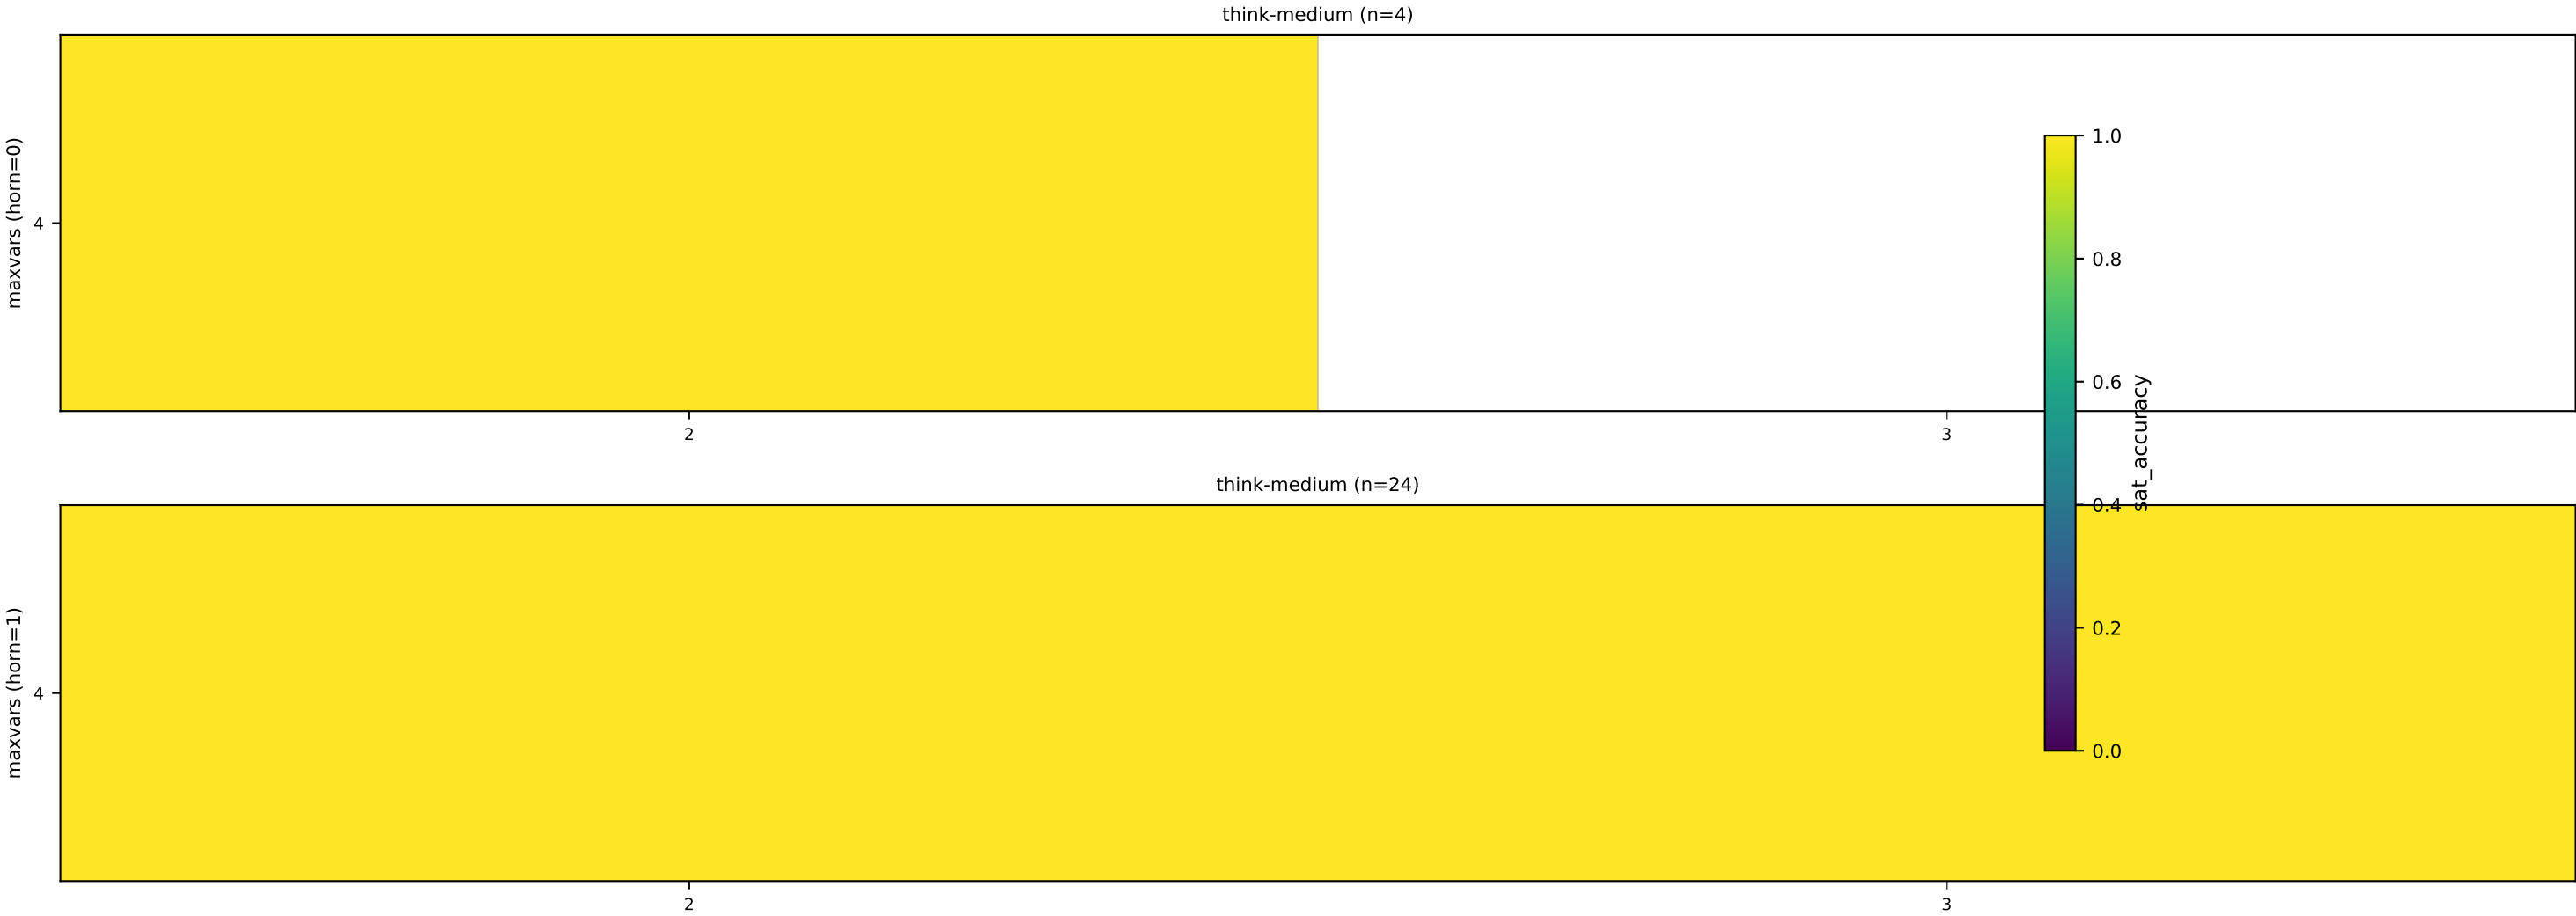 think-medium (n=4)
maxvars (horn=0)
4
2
3
think-medium (n=24)
maxvars (horn=1)
4
2
3
1.0
0.8
0.6
0.4
0.2
0.0
sat_accuracy